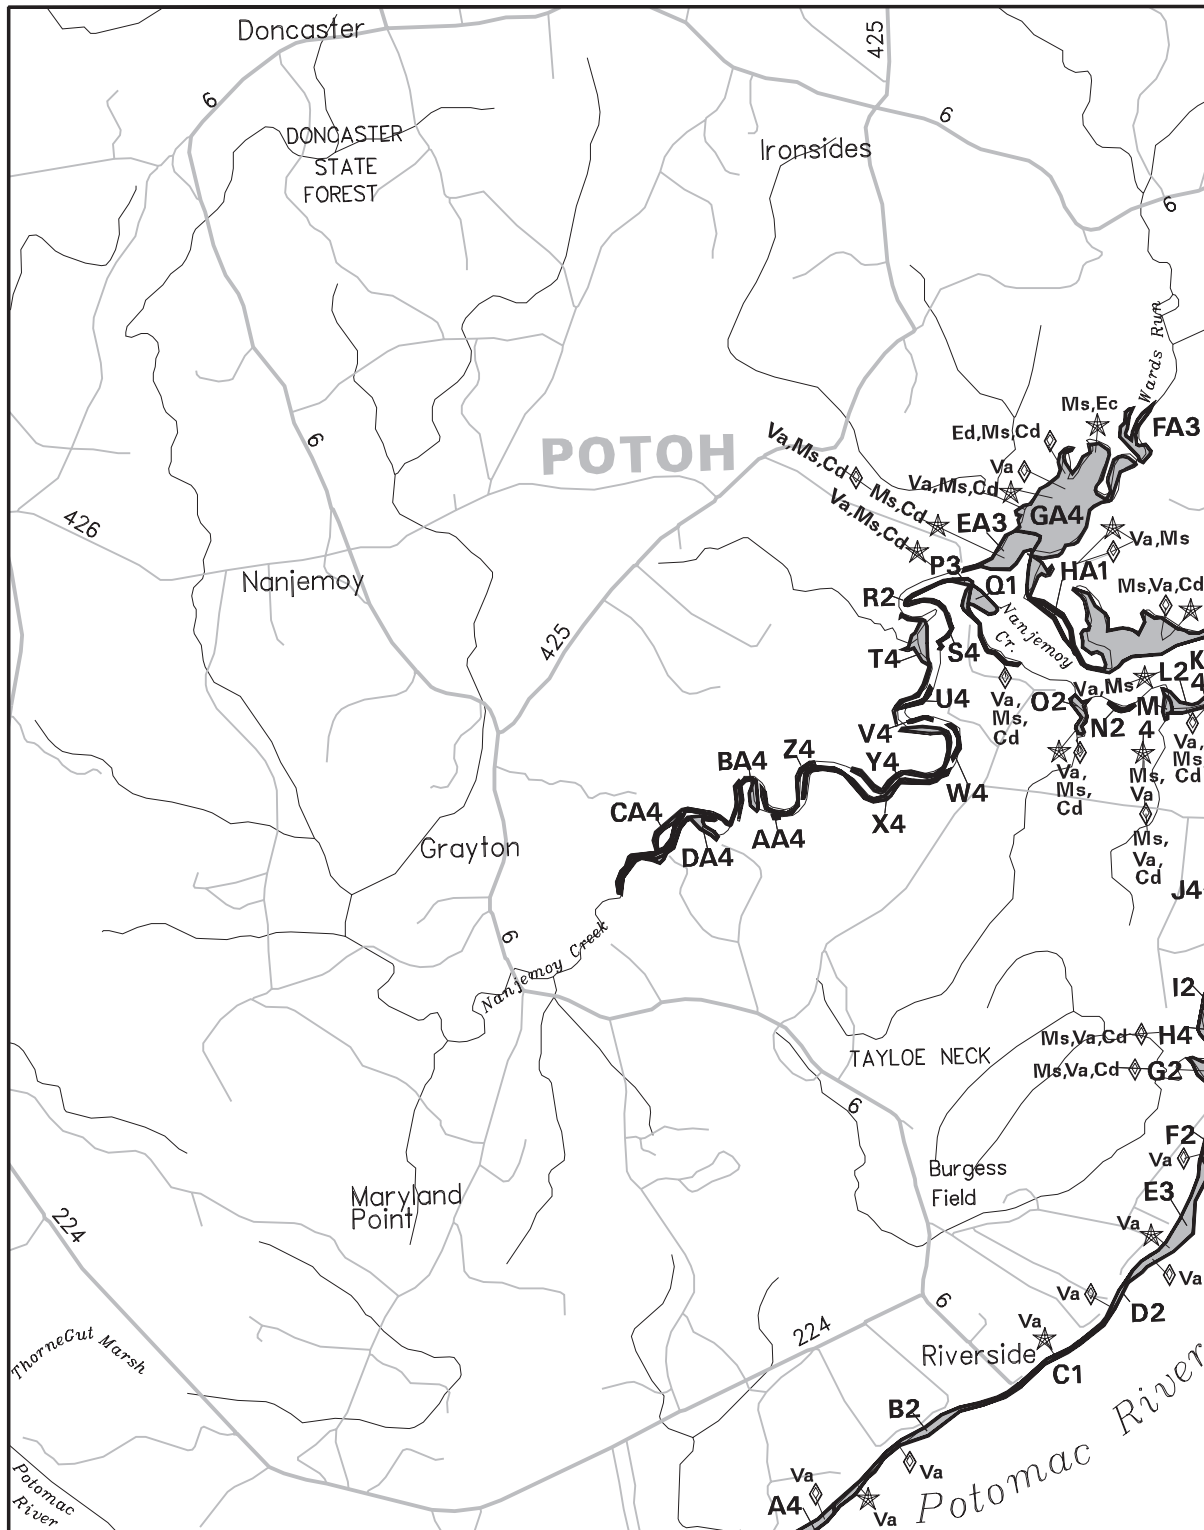 Doncaster
425
6
6
DONCASTER
STATE
FOREST
Ironsides
6
Wards Run
Ms,Ec
FA3
Ed,Ms,Cd
6
POTOH
Va,Ms,Cd
Va
Va,Ms,Cd
Ms,Cd
Va,Ms,Cd
EA3
GA4
426
Va,Ms
P3
HA1
Nanjemoy
Q1
Ms,Va,Cd
R2
Nanjemoy
Cr.
425
S4
T4
K
L2
4
Va,Ms
U4
Va,
Ms,
Cd
O2
M
4
N2
V4
Va,
Ms
Cd
Z4
Y4
BA4
Va,
Ms,
Cd
Ms,
Va
W4
CA4
X4
AA4
DA4
Ms,
Va,
Cd
Grayton
J4
6
Nanjemoy Creek
I2
Ms,Va,Cd
H4
TAYLOE NECK
Ms,Va,Cd
G2
6
F2
Va
Burgess
Field
E3
Maryland
Point
224
Va
Va
Va
6
D2
Va
224
ThorneGut Marsh
Riverside
C1
B2
Potomac River
Va
Va
Potomac
River
A4
Va